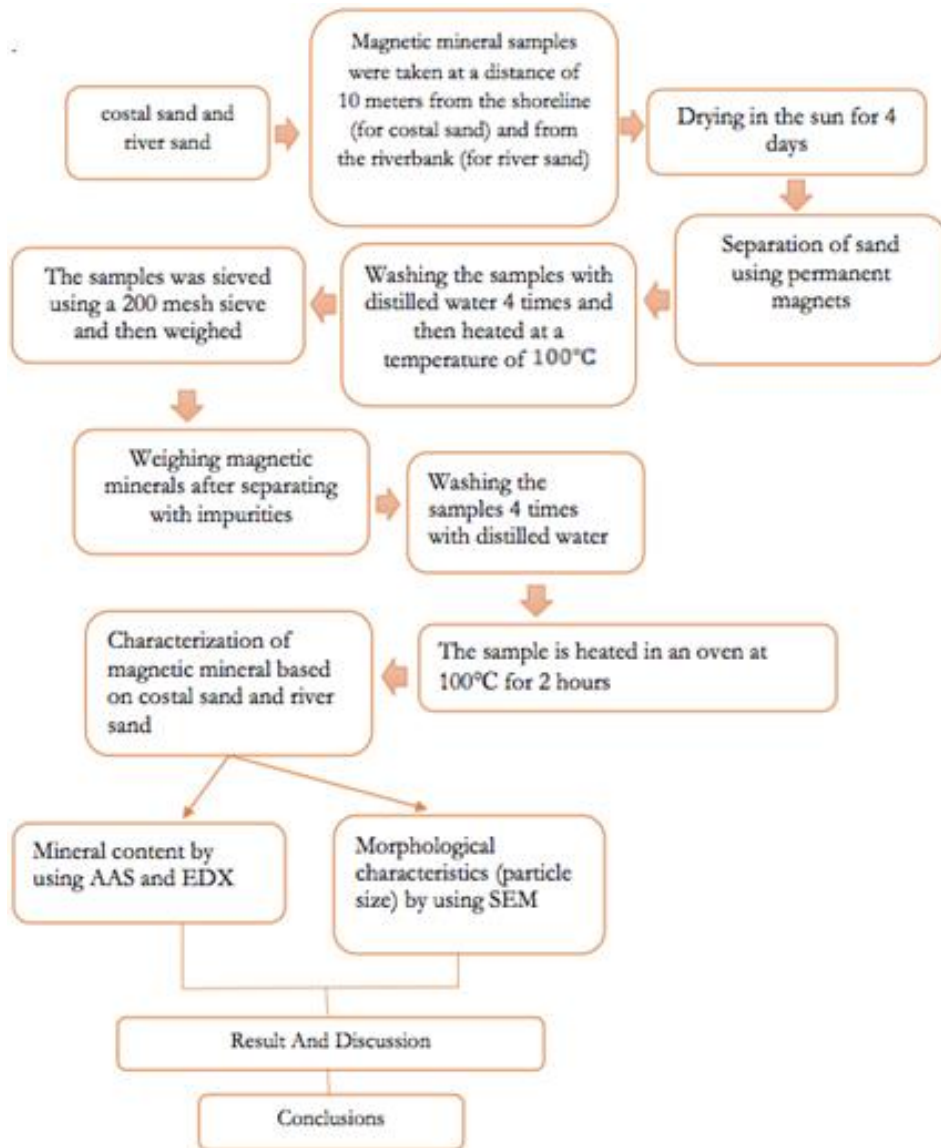 costal sand and
river sand
Magnetic mineral samples
were taken at a distance of
10 meters from the shoreline
(for costal sand) and from
the riverbank (for river sand)
Drying in the sun for 4
days
Separation of sand
using permanent
magnets
Washing the samples with
distilled water 4 times and
then heated at a
temperature of 100°C
The samples was sieved
using a 200 mesh sieve
and then weighed
Weighing magnetic
minerals after separating
with impurities
Washing the
samples 4 times
with distilled water
The sample is heated in an oven at
100°C for 2 hours
Characterization of
magnetic mineral based
on costal sand and river
sand
Mineral content by
using AAS and EDX
Morphological
characteristics (particle
size) by using SEM
Result And Discussion
Conclusions